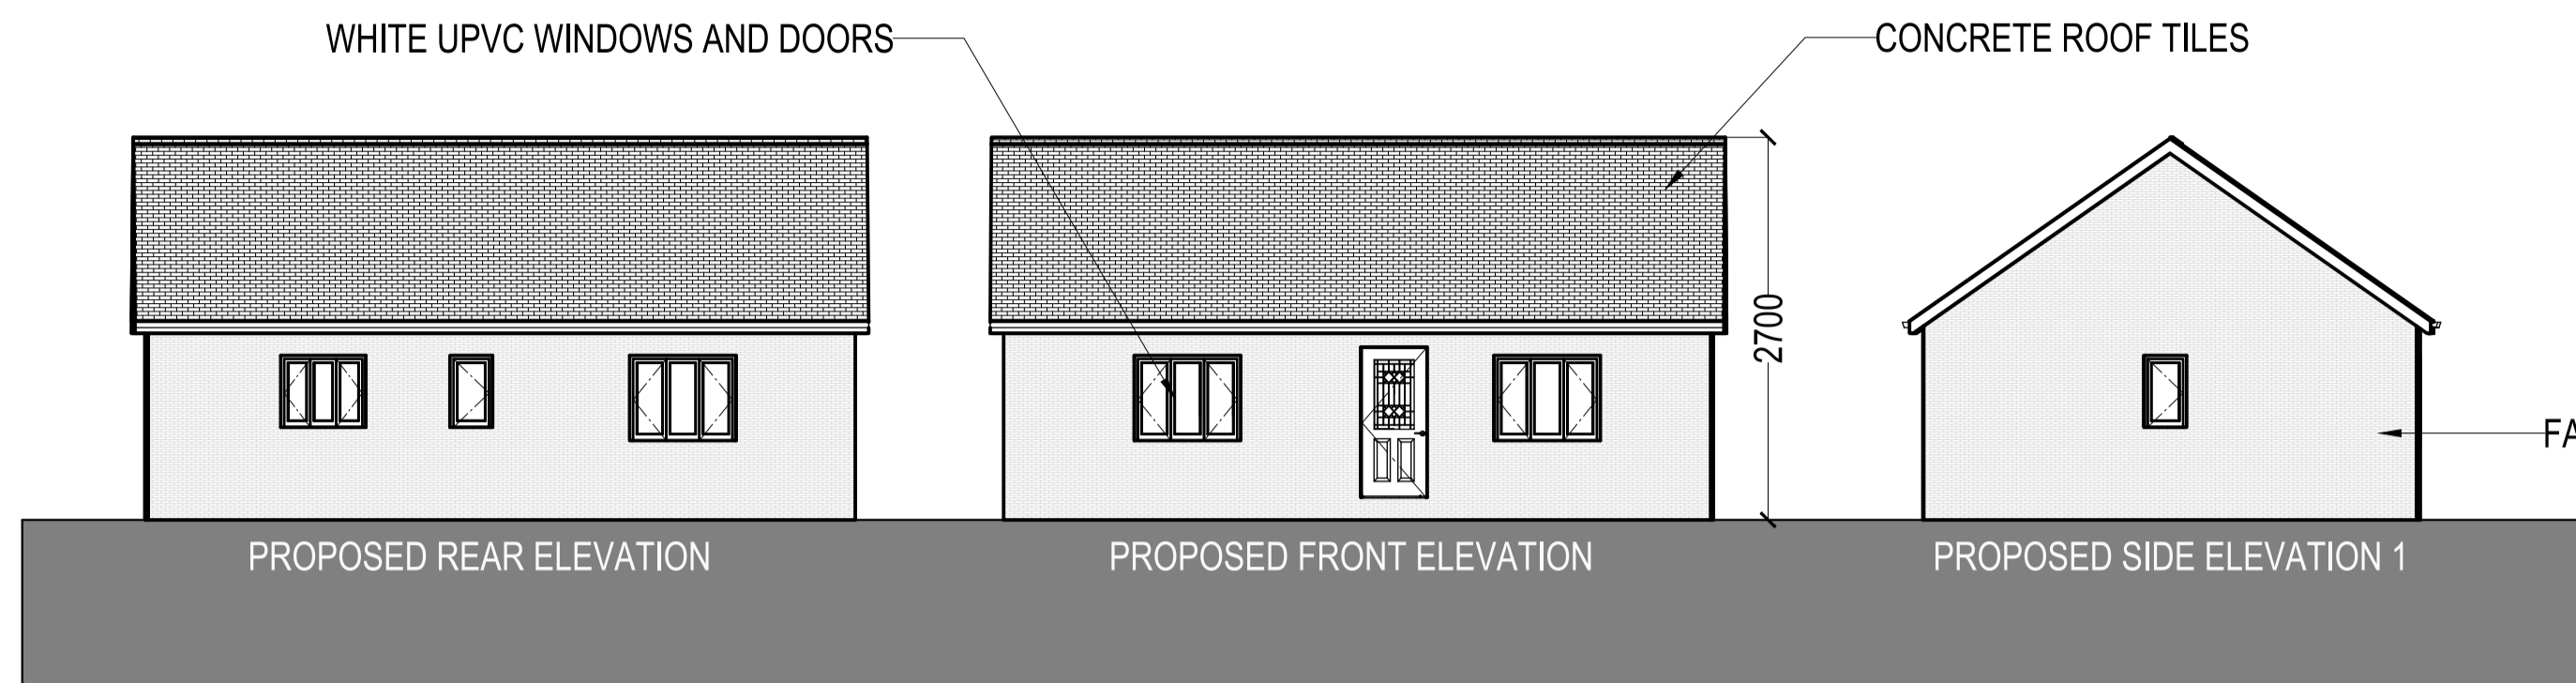 WHITE UPVC WINDOWS AND DOORS
CONCRETE ROOF TILES
2700
FA
PROPOSED REAR ELEVATION
PROPOSED FRONT ELEVATION
PROPOSED SIDE ELEVATION 1